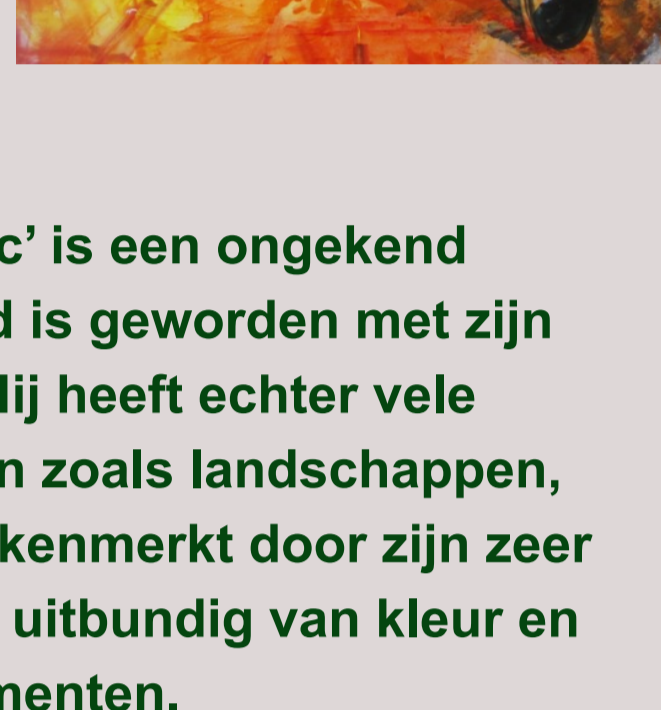 c’ is een ongekend
d is geworden met zijn
ij heeft echter vele
n zoals landschappen,
kenmerkt door zijn zeer
uitbundig van kleur en
menten.